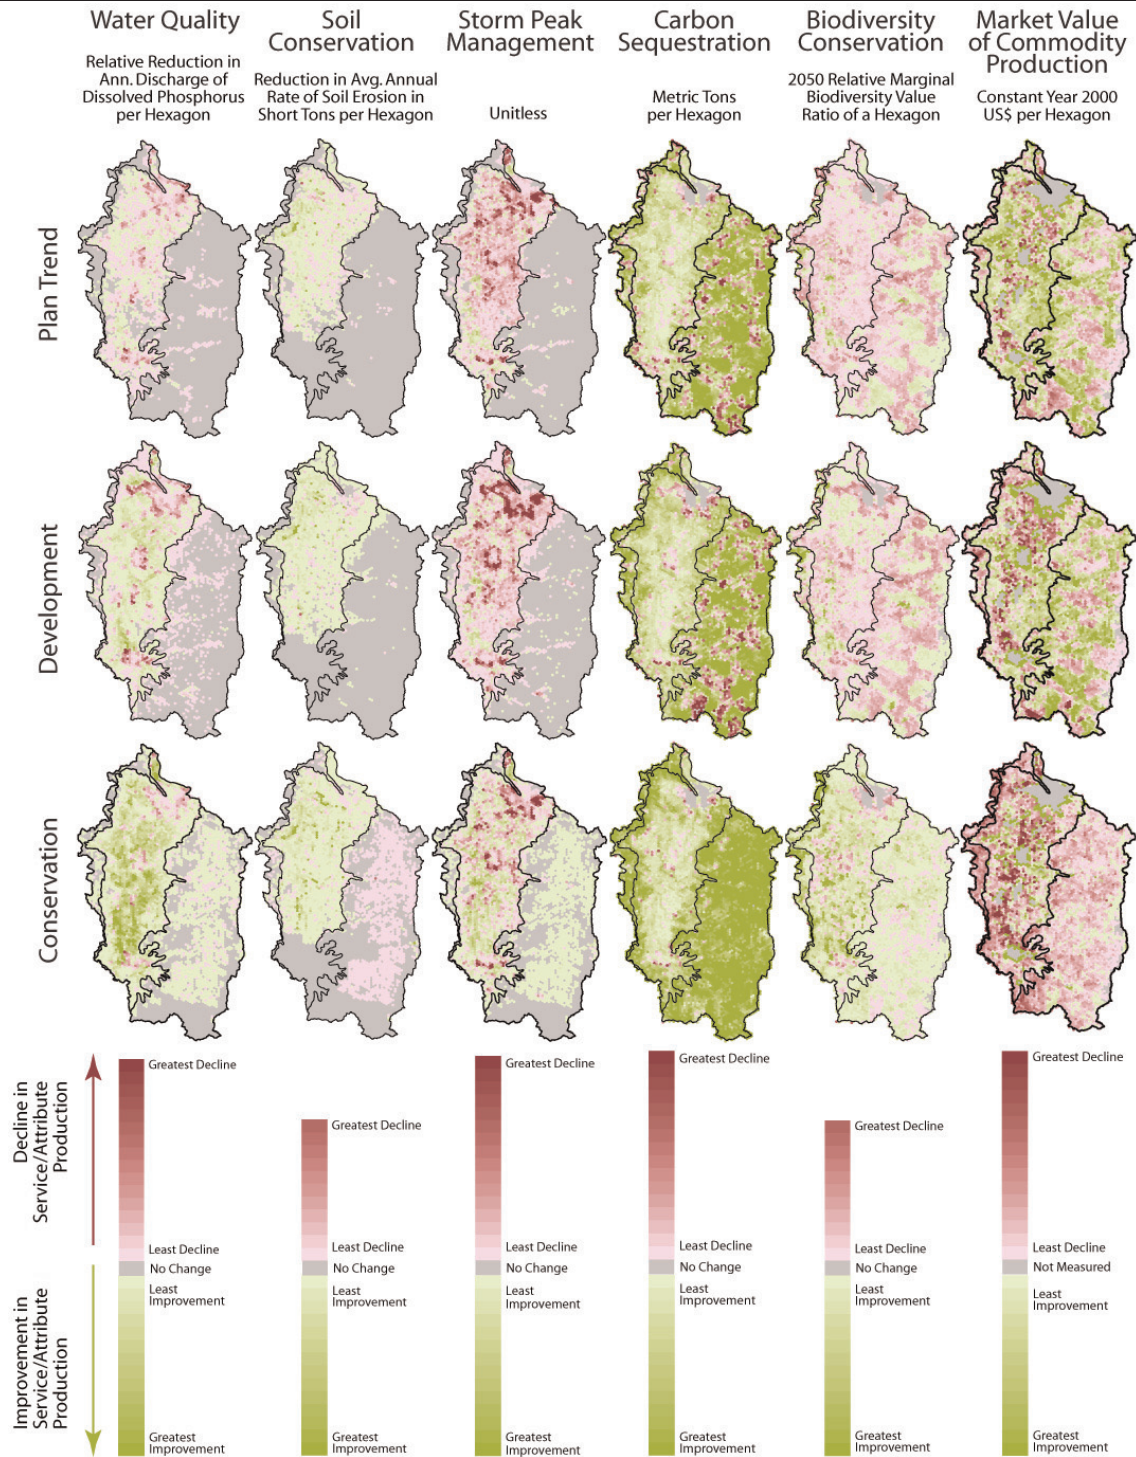 Water Quality
Relative Reduction in
Ann. Discharge of
Dissolved Phosphorus
per Hexagon
Soil
Conservation
Reduction in Avg. Annual
Rate of Soil Erosion in
Short Tons per Hexagon
Storm Peak
Management
Unitless
Carbon
Sequestration
Metric Tons
per Hexagon
Biodiversity
Conservation
2050 Relative Marginal
Biodiversity Value
Ratio of a Hexagon
Market Value
of Commodity
Production
Constant Year 2000
US$ per Hexagon
Plan Trend
Development
Conservation
Decline in
Service/Attribute
Production
Improvement in
Service/Attribute
Production
Greatest Decline
Least Decline
No Change
Least
Improvement
Greatest
Improvement
Greatest Decline
Least Decline
No Change
Least
Improvement
Greatest
Improvement
Greatest Decline
Least Decline
No Change
Least
Improvement
Greatest
Improvement
Greatest Decline
Least Decline
No Change
Least
Improvement
Greatest
Improvement
Greatest Decline
Least Decline
No Change
Least
Improvement
Greatest
Improvement
Greatest Decline
Least Decline
Not Measured
Least
Improvement
Greatest
Improvement